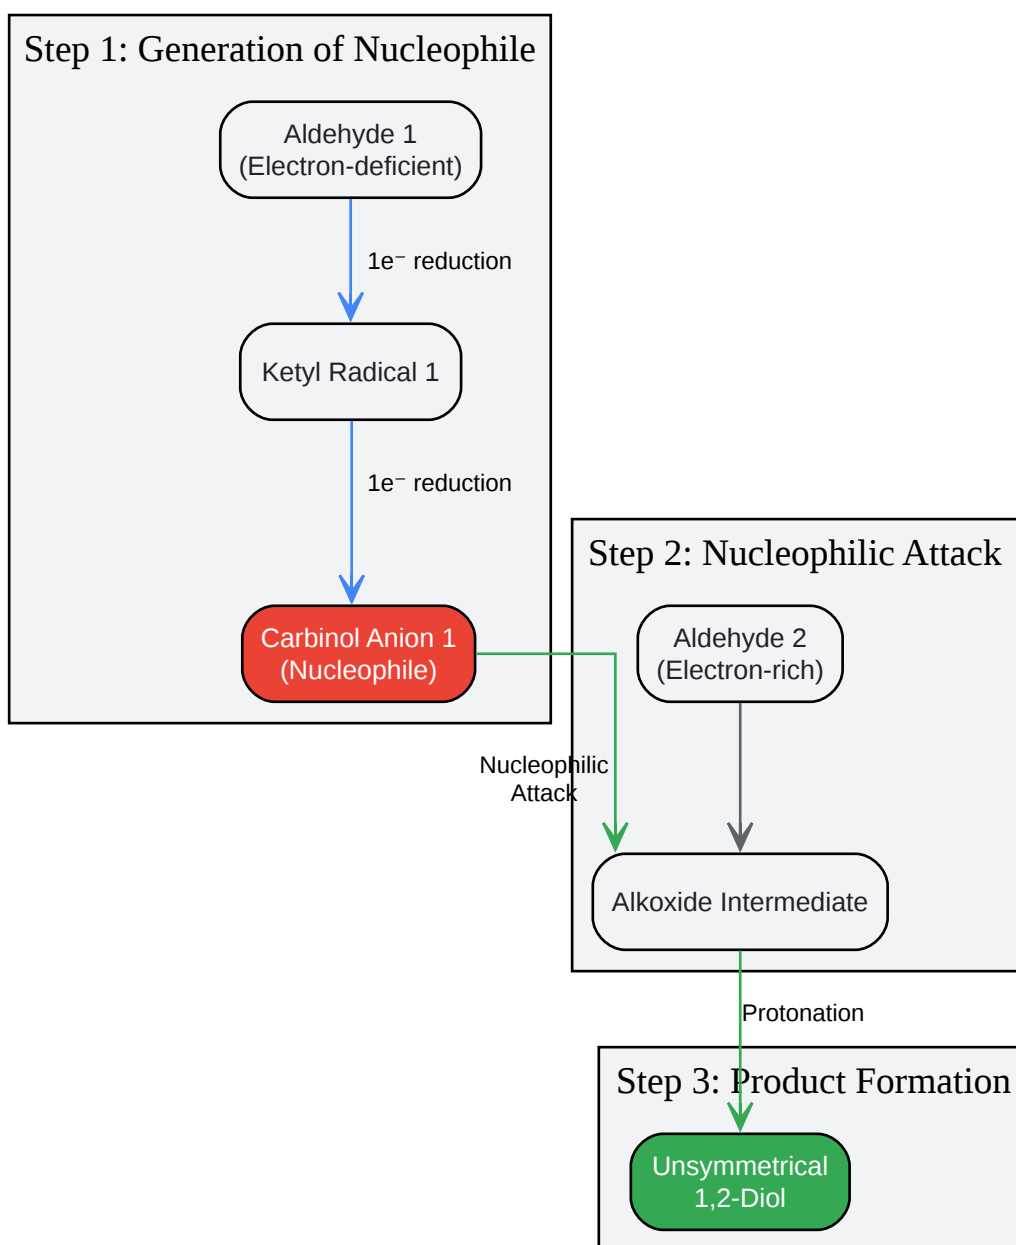 Step 1: Generation of Nucleophile
Aldehyde 1
(Electron-deficient)
1e⁻ reduction
Ketyl Radical 1
1e⁻ reduction
Carbinol Anion 1
(Nucleophile)
Step 2: Nucleophilic Attack
Aldehyde 2
(Electron-rich)
Nucleophilic
Attack
Alkoxide Intermediate
Protonation
Step 3: Product Formation
Unsymmetrical
1,2-Diol